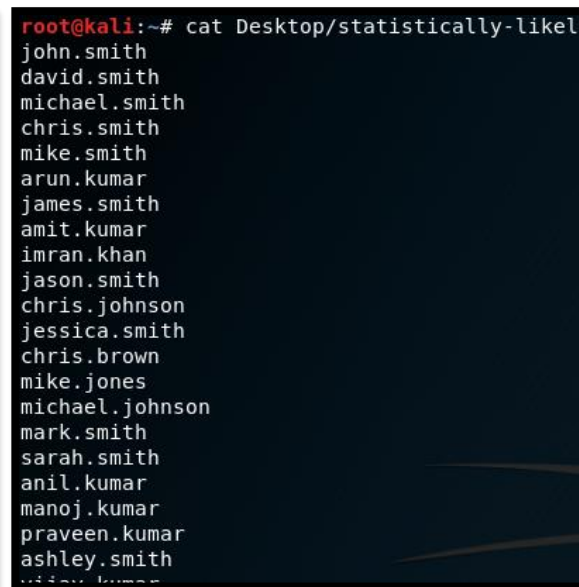 root@kali:~# cat Desktop/statistically-likel
john.smith
david.smith
michael.smith
chris.smith
mike.smith
arun.kumar
james.smith
amit.kumar
imran.khan
jason.smith
chris.johnson
jessica.smith
chris.brown
mike.jones
michael.johnson
mark.smith
sarah.smith
anil.kumar
manoj.kumar
praveen.kumar
ashley.smith